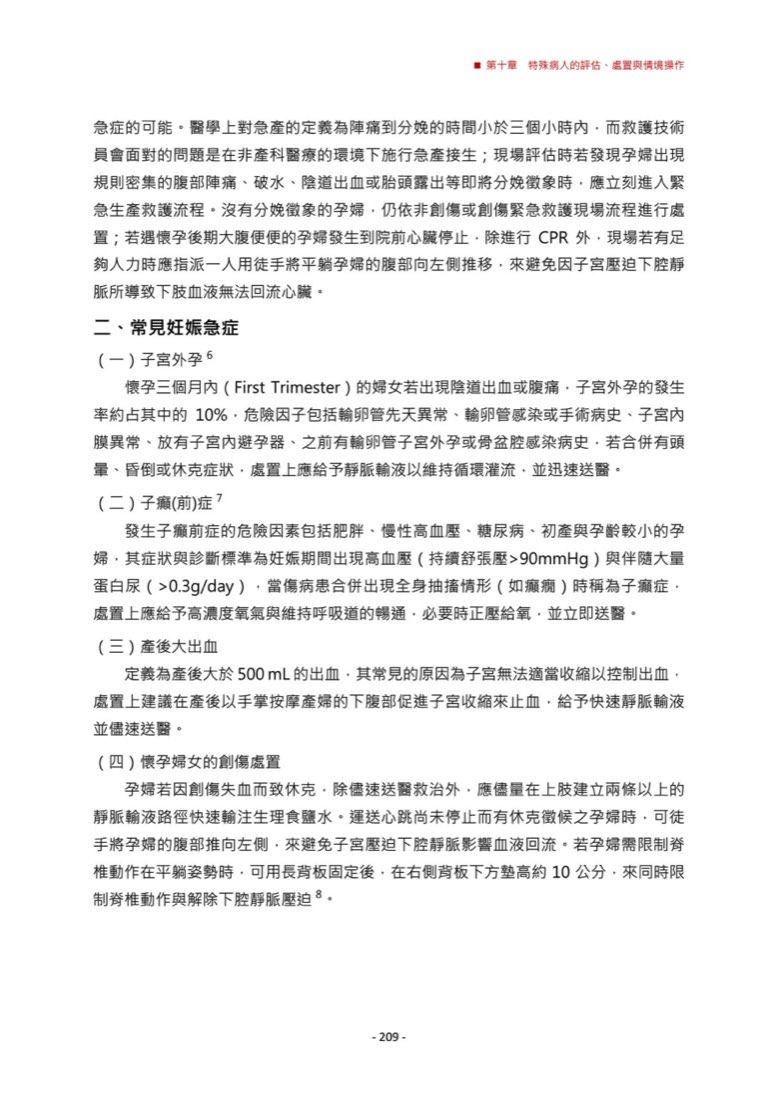 ■ 第十章　特殊病人的評估、處置與情境操作
急症的可能。醫學上對急產的定義為陣痛到分娩的時間小於三個小時內，而救護技術
員會面對的問題是在非產科醫療的環境下施行急產接生；現場評估時若發現孕婦出現
規則密集的腹部陣痛、破水、陰道出血或胎頭露出等即將分娩徵象時，應立刻進入緊
急生產救護流程。沒有分娩徵象的孕婦，仍依非創傷或創傷緊急救護現場流程進行處
置；若遇懷孕後期大腹便便的孕婦發生到院前心臟停止，除進行 CPR 外，現場若有足
夠人力時應指派一人用徒手將平躺孕婦的腹部向左側推移，來避免因子宮壓迫下腔靜
脈所導致下肢血液無法回流心臟。
二、常見妊娠急症
（一）子宮外孕 6
懷孕三個月內（First Trimester）的婦女若出現陰道出血或腹痛，子宮外孕的發生
率約占其中的 10%，危險因子包括輸卵管先天異常、輸卵管感染或手術病史、子宮內
膜異常、放有子宮內避孕器、之前有輸卵管子宮外孕或骨盆腔感染病史，若合併有頭
暈、昏倒或休克症狀，處置上應給予靜脈輸液以維持循環灌流，並迅速送醫。
（二）子癲(前)症 7
發生子癲前症的危險因素包括肥胖、慢性高血壓、糖尿病、初產與孕齡較小的孕
婦，其症狀與診斷標準為妊娠期間出現高血壓（持續舒張壓>90mmHg）與伴隨大量
蛋白尿（>0.3g/day），當傷病患合併出現全身抽搐情形（如癲癇）時稱為子癲症，
處置上應給予高濃度氧氣與維持呼吸道的暢通，必要時正壓給氧，並立即送醫。
（三）產後大出血
定義為產後大於 500 mL 的出血，其常見的原因為子宮無法適當收縮以控制出血，
處置上建議在產後以手掌按摩產婦的下腹部促進子宮收縮來止血，給予快速靜脈輸液
並儘速送醫。
（四）懷孕婦女的創傷處置
孕婦若因創傷失血而致休克，除儘速送醫救治外，應儘量在上肢建立兩條以上的
靜脈輸液路徑快速輸注生理食鹽水。運送心跳尚未停止而有休克徵候之孕婦時，可徒
手將孕婦的腹部推向左側，來避免子宮壓迫下腔靜脈影響血液回流。若孕婦需限制脊
椎動作在平躺姿勢時，可用長背板固定後，在右側背板下方墊高約 10 公分，來同時限
制脊椎動作與解除下腔靜脈壓迫 8。
- 209 -